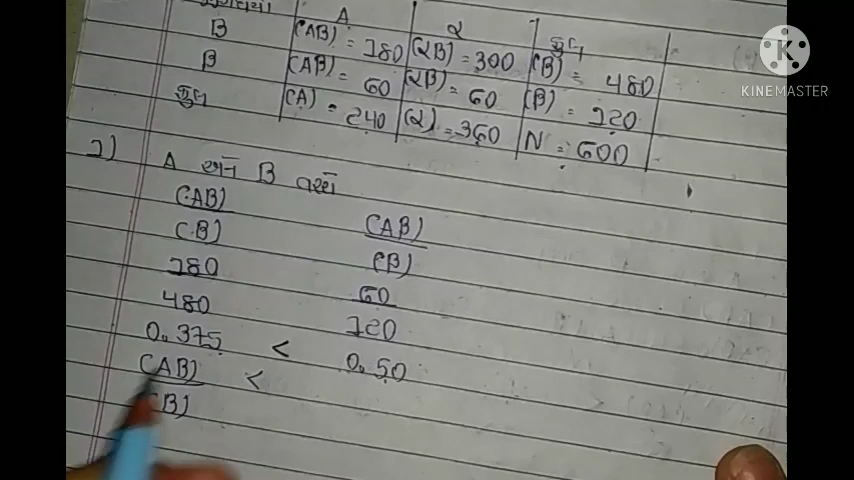 A α કુલ
B (AB) = 180 (αB) = 300 (B) = 480
β (Aβ) = 60 (αβ) = 60 (β) = 120
કુલ (A) = 240 (α) = 360 N = 600
1) A અને B વચ્ચે
(AB) (Aβ)
(B) (β)
180 60
480 120
0.375 < 0.50
(AB) <
(B)
KINEMASTER